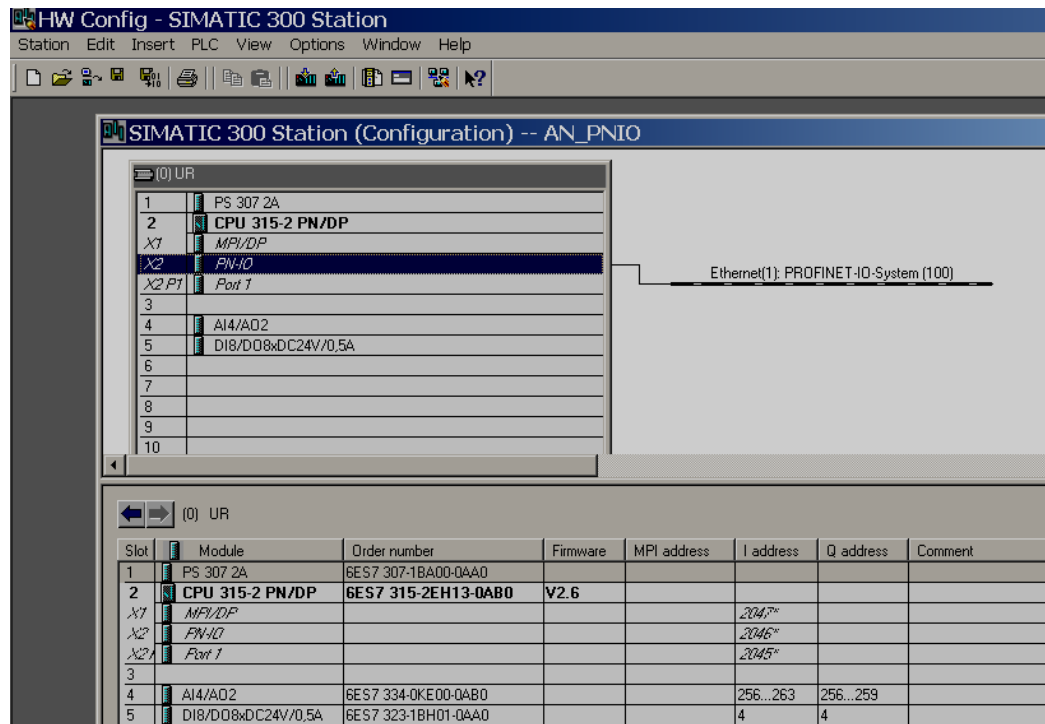 HW Config - SIMATIC 300 Station
Station Edit Insert PLC View Options Window Help
SIMATIC 300 Station (Configuration) -- AN_PNIO
(0) UR
1 PS 307 2A
2 CPU 315-2 PN/DP
X1 MPI/DP
X2 PN-IO
X2 P1 Port 1
3
4 AI4/AO2
5 DI8/DO8xDC24V/0,5A
6
7
8
9
10
Ethernet(1): PROFINET-IO-System (100)
(0) UR
Slot Module Order number Firmware MPI address I address Q address Comment
1 PS 307 2A 6ES7 307-1BA00-0AA0
2 CPU 315-2 PN/DP 6ES7 315-2EH13-0AB0 V2.6
X1 MPI/DP 2047*
X2 PN-IO 2046*
X2 Port 1 2045*
3
4 AI4/AO2 6ES7 334-0KE00-0AB0 256...263 256...259
5 DI8/DO8xDC24V/0,5A 6ES7 323-1BH01-0AA0 4 4